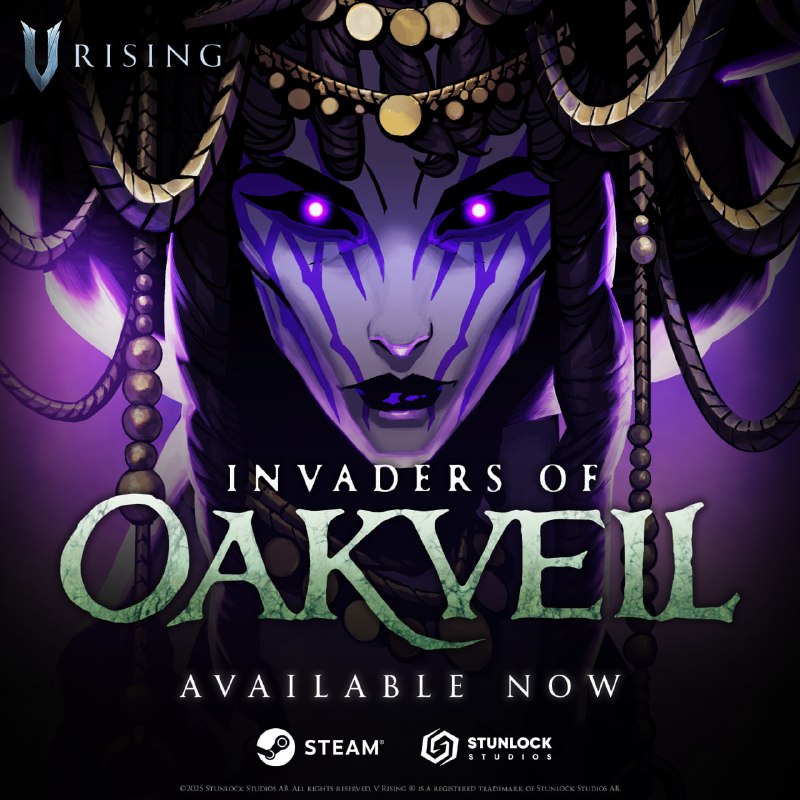 V RISING
INVADERS OF
OAKVEIL
AVAILABLE NOW
STEAM®
STUNLOCK
STUDIOS
©2025 STUNLOCK STUDIOS AB. ALL RIGHTS RESERVED. V RISING ® IS A REGISTERED TRADEMARK OF STUNLOCK STUDIOS AB